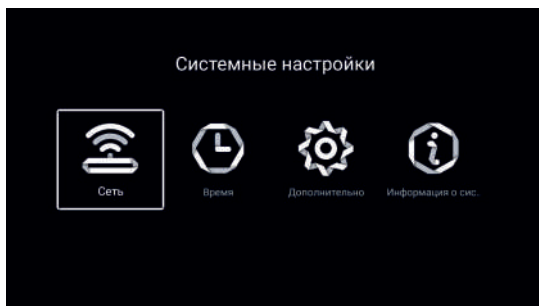 Системные настройки
Сеть
Время
Дополнительно
Информация о сис.